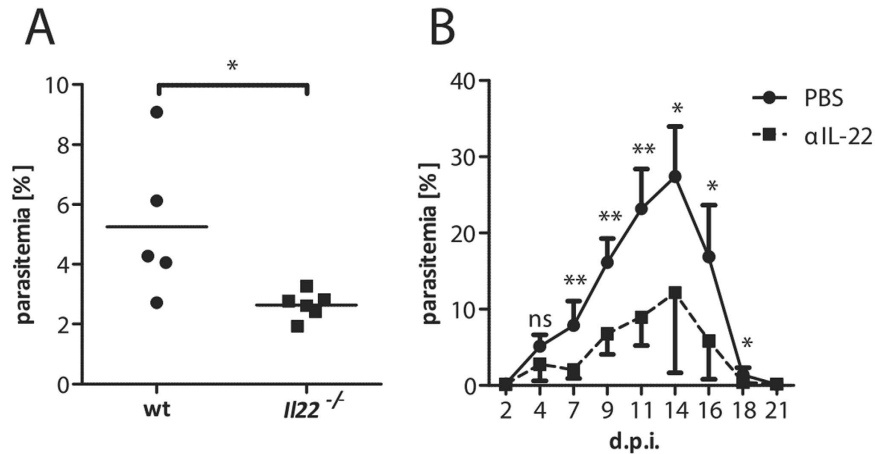 A
*
10
8
6
4
2
0
parasitemia [%]
wt Il22 -/-
B
40
30
20
10
0
parasitemia [%]
ns ** ** ** * * *
2 4 7 9 11 14 16 18 21
d.p.i.
PBS
αIL-22